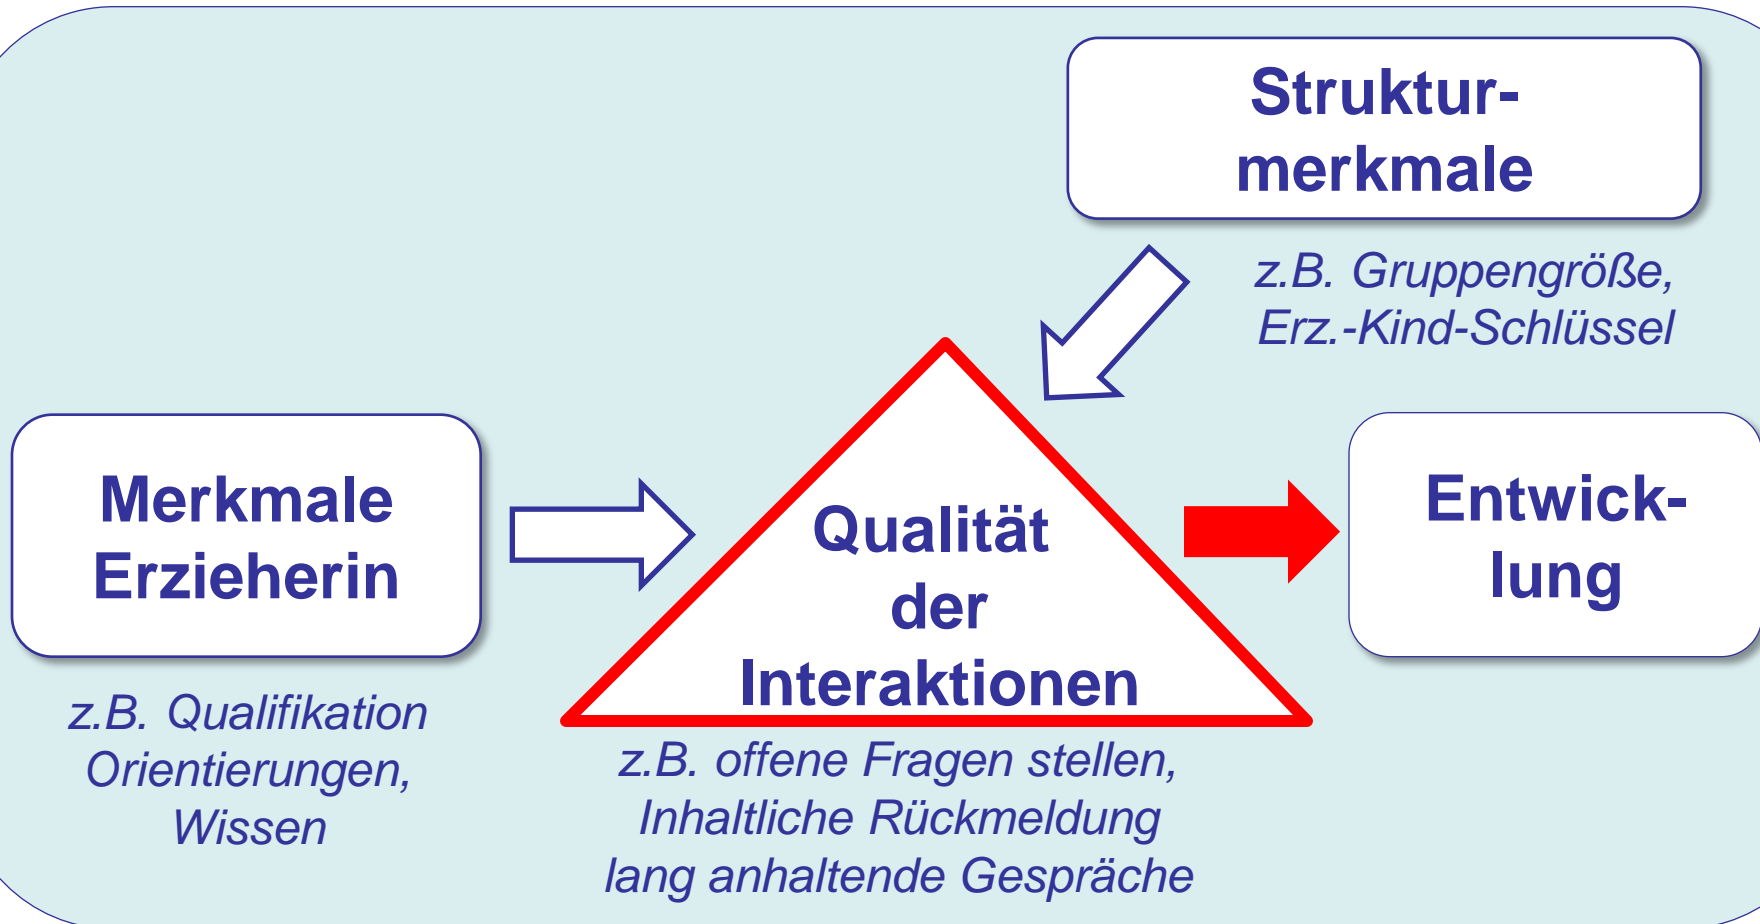 Struktur-
merkmale
z.B. Gruppengröße,
Erz.-Kind-Schlüssel
Merkmale
Erzieherin
z.B. Qualifikation
Orientierungen,
Wissen
Qualität
der
Interaktionen
z.B. offene Fragen stellen,
Inhaltliche Rückmeldung
lang anhaltende Gespräche
Entwick-
lung